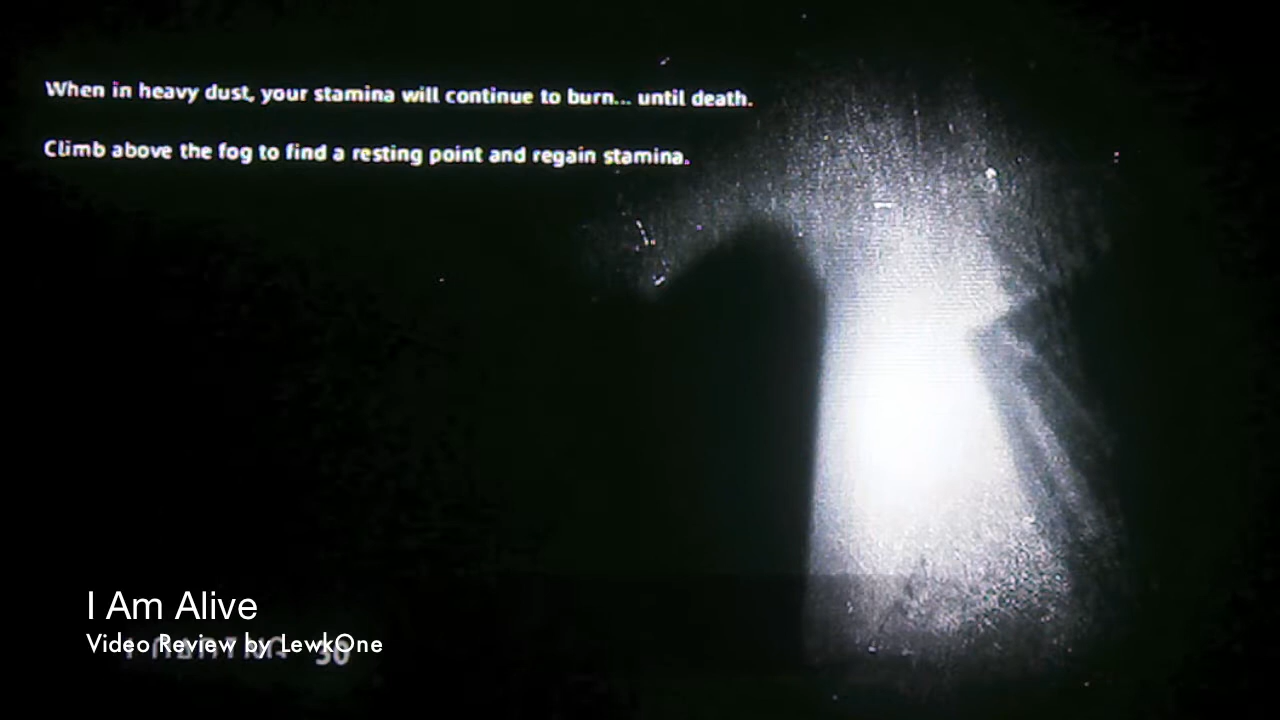 When in heavy dust, your stamina will continue to burn... until death.
Climb above the fog to find a resting point and regain stamina.
I Am Alive
Video Review by LewkOne
50